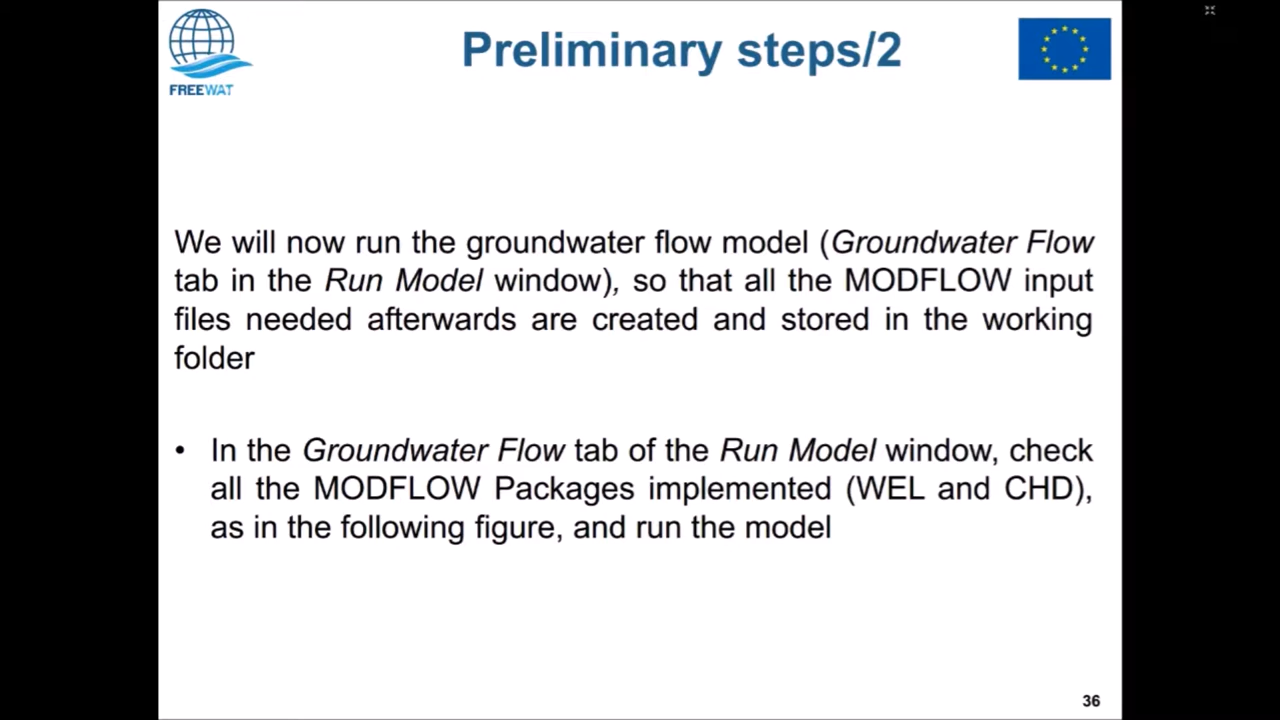 FREEWAT
Preliminary steps/2
We will now run the groundwater flow model (Groundwater Flow
tab in the Run Model window), so that all the MODFLOW input
files needed afterwards are created and stored in the working
folder
• In the Groundwater Flow tab of the Run Model window, check
all the MODFLOW Packages implemented (WEL and CHD),
as in the following figure, and run the model
36